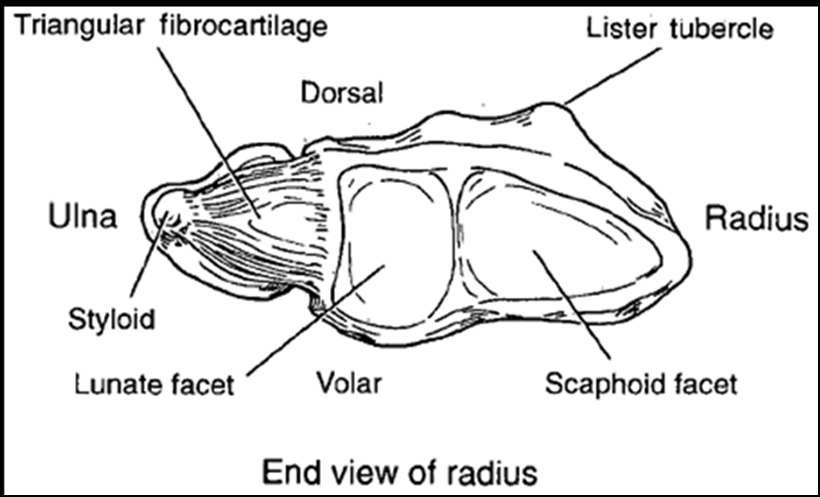 Triangular fibrocartilage
Lister tubercle
Dorsal
Ulna
Radius
Styloid
Lunate facet
Volar
Scaphoid facet
End view of radius